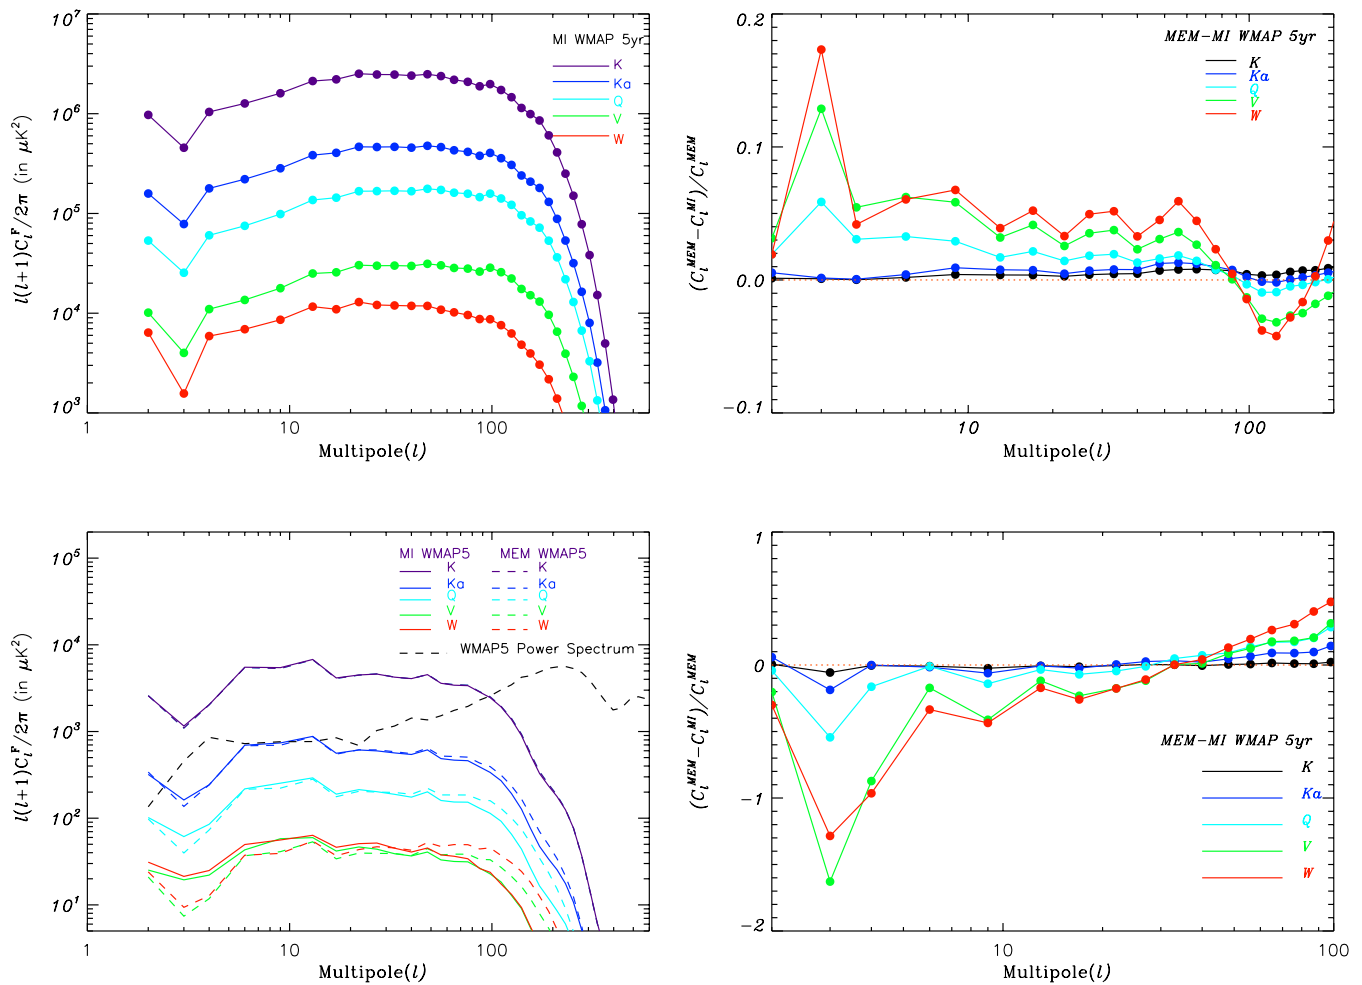 MI WMAP 5yr
K
Ka
Q
V
W
10^7
10^6
10^5
10^4
10^3
l(l+1)C_l^F/2π (in μK^2)
1
10
100
Multipole(l)
MEM-MI WMAP 5yr
K
Ka
Q
V
W
0.2
0.1
0.0
-0.1
(C_l^MEM-C_l^MI)/C_l^MEM
10
100
Multipole(l)
MI WMAP5 MEM WMAP5
K K
Ka Ka
Q Q
V V
W W
WMAP5 Power Spectrum
10^5
10^4
10^3
10^2
10^1
l(l+1)C_l^F/2π (in μK^2)
1
10
100
Multipole(l)
1
0
-1
-2
(C_l^MEM-C_l^MI)/C_l^MEM
MEM-MI WMAP 5yr
K
Ka
Q
V
W
10
100
Multipole(l)